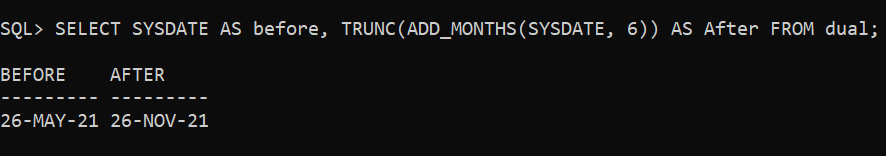 SQL> SELECT SYSDATE AS before, TRUNC(ADD_MONTHS(SYSDATE, 6)) AS After FROM dual;
BEFORE    AFTER
--------- ---------
26-MAY-21 26-NOV-21